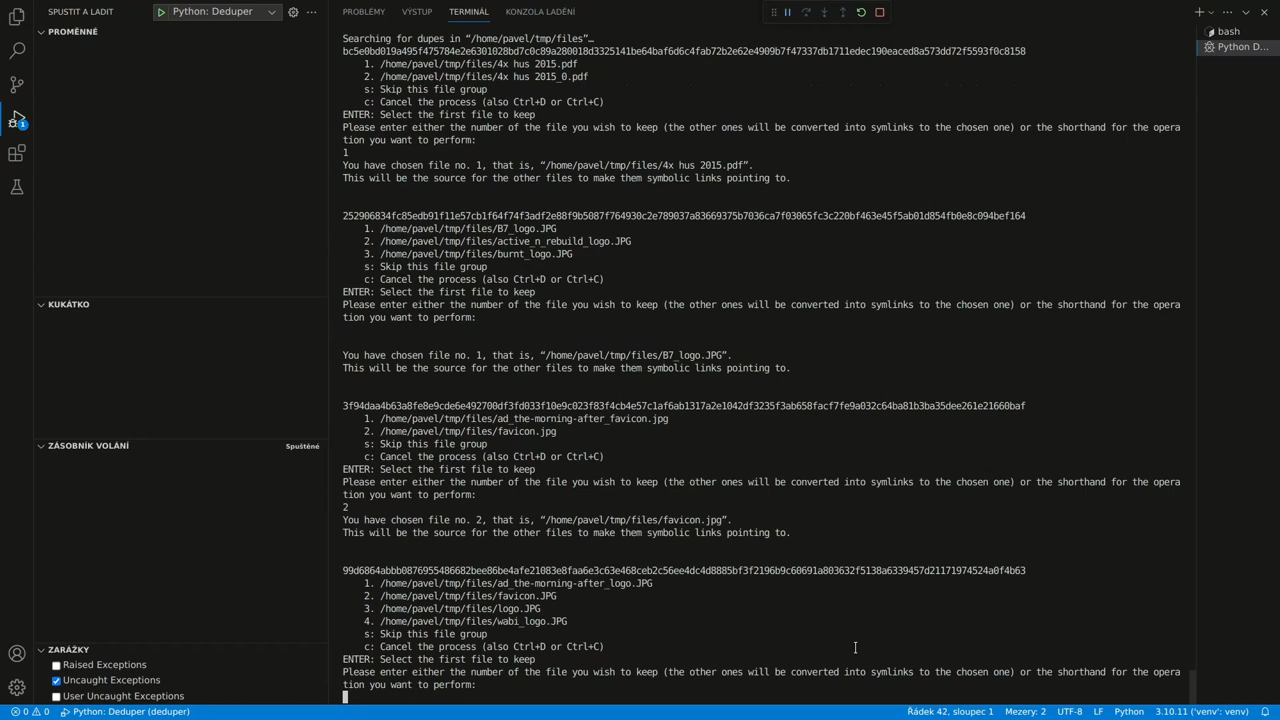 SPUSTIT A LADIT
Python: Deduper
PROMĚNNÉ
KUKÁTKO
ZÁSOBNÍK VOLÁNÍ
Spuštěné
ZARÁŽKY
Raised Exceptions
Uncaught Exceptions
User Uncaught Exceptions
1
PROBLÉMY
VÝSTUP
TERMINÁL
KONZOLA LADĚNÍ
Searching for dupes in “/home/pavel/tmp/files”…
bc5e0bd019a495f475784e2e6301028bd7c0c89a280018d3325141be64baf6d6c4fab72b2e62e4909b7f47337db1711edec190eaced8a573dd72f5593f0c8158
1. /home/pavel/tmp/files/4x hus 2015.pdf
2. /home/pavel/tmp/files/4x hus 2015_0.pdf
s: Skip this file group
c: Cancel the process (also Ctrl+D or Ctrl+C)
ENTER: Select the first file to keep
Please enter either the number of the file you wish to keep (the other ones will be converted into symlinks to the chosen one) or the shorthand for the opera
tion you want to perform:
1
You have chosen file no. 1, that is, “/home/pavel/tmp/files/4x hus 2015.pdf”.
This will be the source for the other files to make them symbolic links pointing to.
252906834fc85edb91f11e57cb1f64f74f3adf2e88f9b5087f764930c2e789037a83669375b7036ca7f03065fc3c220bf463e45f5ab01d854fb0e8c094bef164
1. /home/pavel/tmp/files/B7_logo.JPG
2. /home/pavel/tmp/files/active_n_rebuild_logo.JPG
3. /home/pavel/tmp/files/burnt_logo.JPG
s: Skip this file group
c: Cancel the process (also Ctrl+D or Ctrl+C)
ENTER: Select the first file to keep
Please enter either the number of the file you wish to keep (the other ones will be converted into symlinks to the chosen one) or the shorthand for the opera
tion you want to perform:
You have chosen file no. 1, that is, “/home/pavel/tmp/files/B7_logo.JPG”.
This will be the source for the other files to make them symbolic links pointing to.
3f94daa4b63a8fe8e9cde6e492700df3fd033f10e9c023f83f4cb4e57c1af6ab1317a2e1042df3235f3ab658facf7fe9a032c64ba81b3ba35dee261e21660baf
1. /home/pavel/tmp/files/ad_the-morning-after_favicon.jpg
2. /home/pavel/tmp/files/favicon.jpg
s: Skip this file group
c: Cancel the process (also Ctrl+D or Ctrl+C)
ENTER: Select the first file to keep
Please enter either the number of the file you wish to keep (the other ones will be converted into symlinks to the chosen one) or the shorthand for the opera
tion you want to perform:
2
You have chosen file no. 2, that is, “/home/pavel/tmp/files/favicon.jpg”.
This will be the source for the other files to make them symbolic links pointing to.
99d6864abbb0876955486682bee86be4afe21083e8faa6e3c63e468ceb2c56ee4dc4d8885bf3f2196b9c60691a803632f5138a6339457d21171974524a0f4b63
1. /home/pavel/tmp/files/ad_the-morning-after_logo.JPG
2. /home/pavel/tmp/files/favicon.JPG
3. /home/pavel/tmp/files/logo.JPG
4. /home/pavel/tmp/files/wabi_logo.JPG
s: Skip this file group
c: Cancel the process (also Ctrl+D or Ctrl+C)
ENTER: Select the first file to keep
Please enter either the number of the file you wish to keep (the other ones will be converted into symlinks to the chosen one) or the shorthand for the opera
tion you want to perform:
bash
Python D…
0 0 Python: Deduper (deduper)
Řádek 42, sloupec 1 Mezery: 2 UTF-8 LF Python 3.10.11 ('venv': venv)